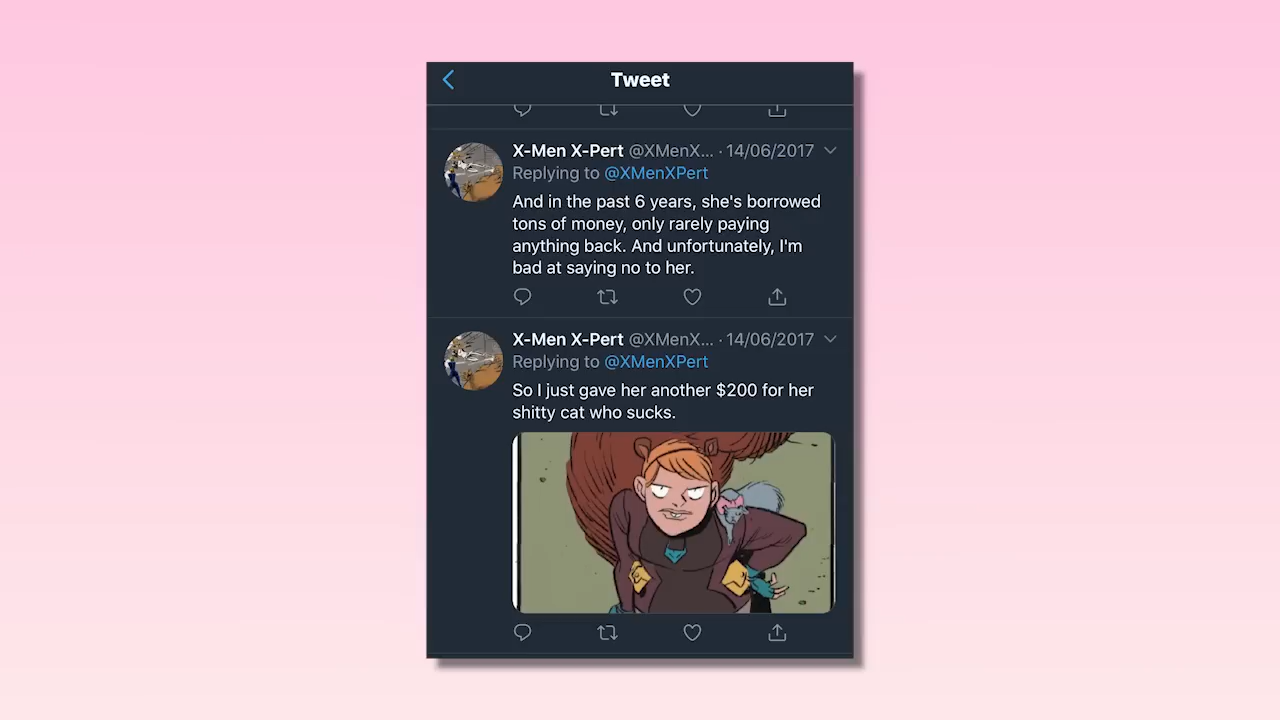 Tweet
X-Men X-Pert @XMenX... · 14/06/2017
Replying to @XMenXPert
And in the past 6 years, she's borrowed
tons of money, only rarely paying
anything back. And unfortunately, I'm
bad at saying no to her.
X-Men X-Pert @XMenX... · 14/06/2017
Replying to @XMenXPert
So I just gave her another $200 for her
shitty cat who sucks.